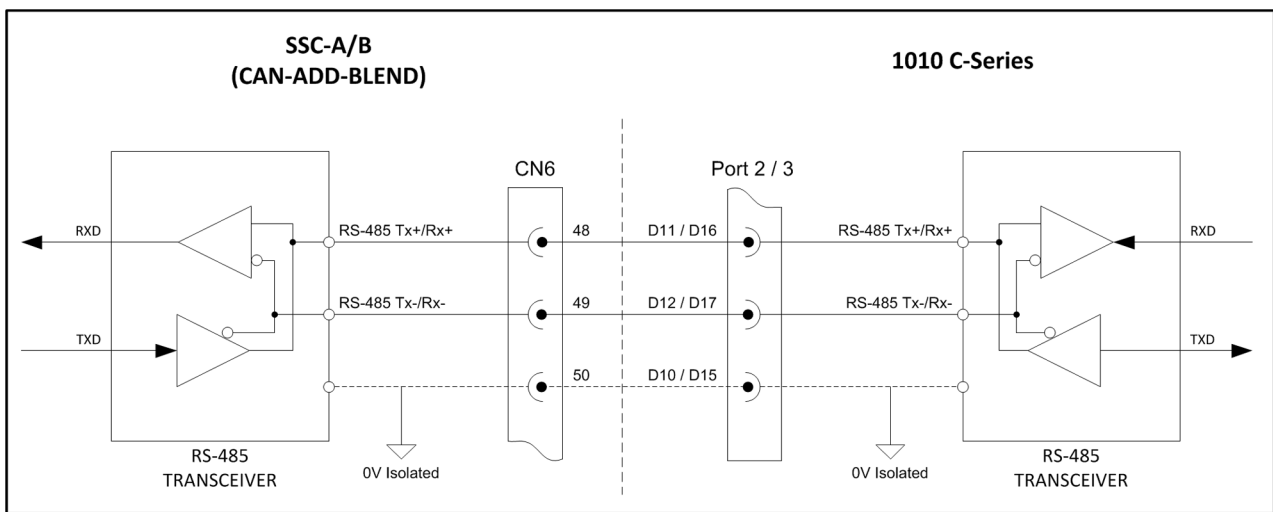 SSC-A/B
(CAN-ADD-BLEND)
1010 C-Series
CN6
Port 2 / 3
RXD
RS-485 Tx+/Rx+
48
D11 / D16
RS-485 Tx+/Rx+
RXD
RS-485 Tx-/Rx-
49
D12 / D17
RS-485 Tx-/Rx-
TXD
TXD
50
D10 / D15
RS-485
TRANSCEIVER
0V Isolated
0V Isolated
RS-485
TRANSCEIVER